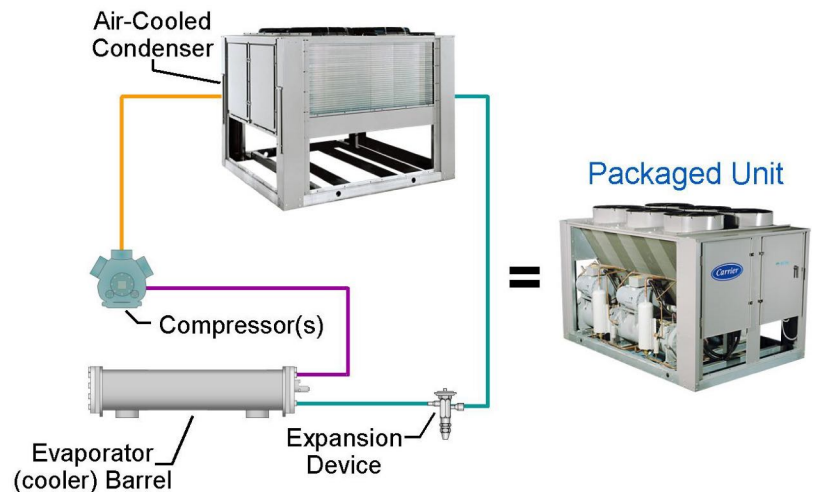 Air-Cooled
Condenser
Packaged Unit
Carrier
=
Compressor(s)
Expansion
Device
Evaporator
(cooler) Barrel